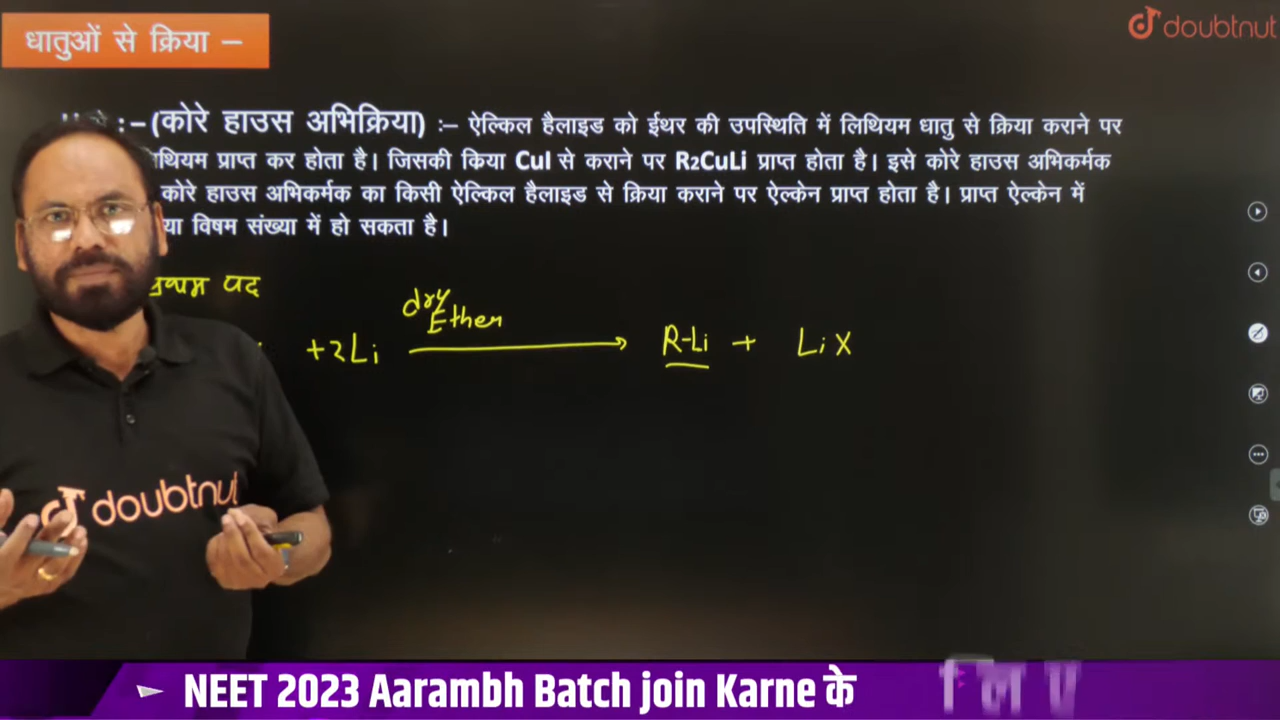 धातुओं से क्रिया –
doubtnut
:– (कोरे हाउस अभिक्रिया) :– ऐल्किल हैलाइड को ईथर की उपस्थिति में लिथियम धातु से क्रिया कराने पर
लिथियम प्राप्त कर होता है। जिसकी क्रिया CuI से कराने पर R2CuLi प्राप्त होता है। इसे कोरे हाउस अभिकर्मक
कोरे हाउस अभिकर्मक का किसी ऐल्किल हैलाइड से क्रिया कराने पर ऐल्केन प्राप्त होता है। प्राप्त ऐल्केन में
या विषम संख्या में हो सकता है।
प्रथम पद
dry
Ether
+2Li R-Li + LiX
doubtnut
NEET 2023 Aarambh Batch join Karne के